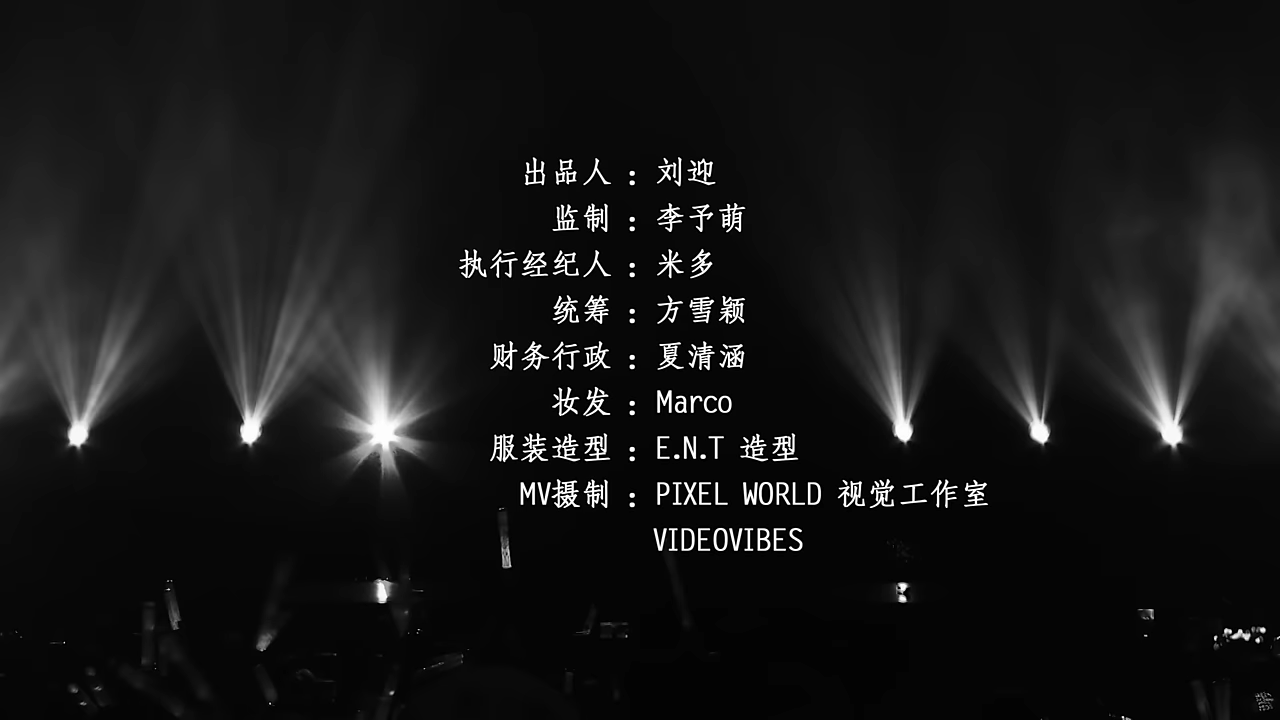 出品人：刘迎
监制：李予萌
执行经纪人：米多
统筹：方雪颖
财务行政：夏清涵
妆发：Marco
服装造型：E.N.T 造型
MV摄制：PIXEL WORLD 视觉工作室
VIDEOVIBES